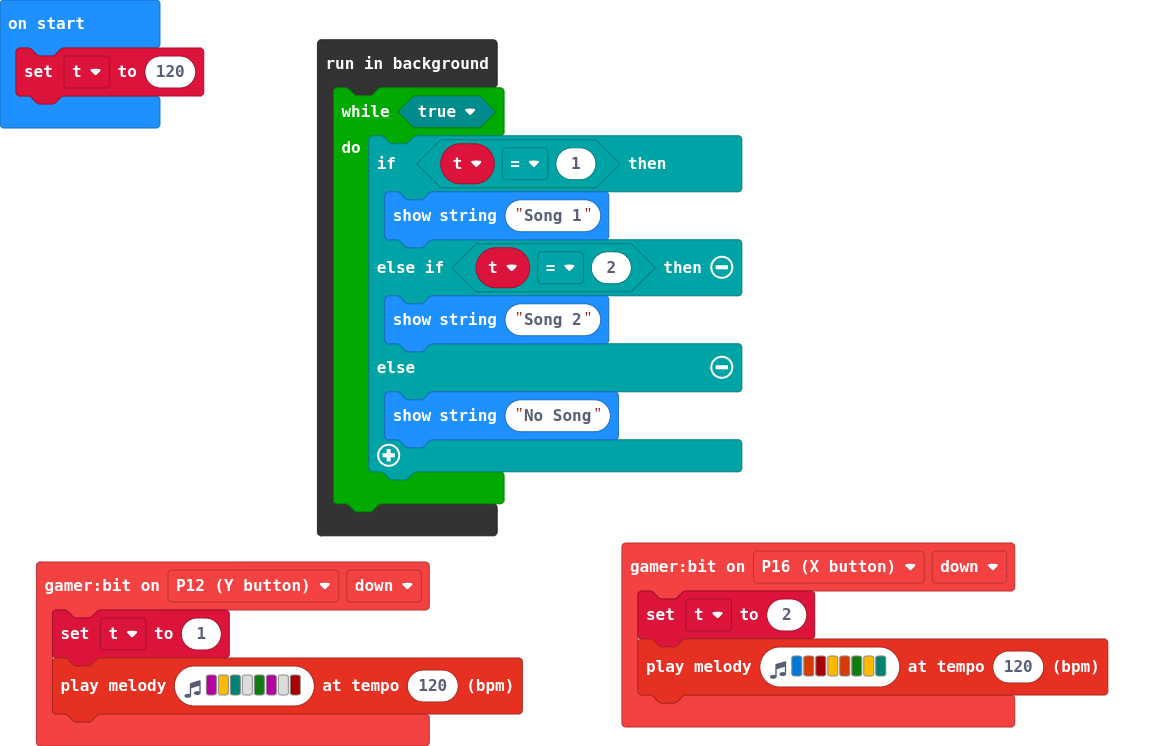 on start
set t to 120
run in background
while true
do
if t = 1 then
show string "Song 1"
else if t = 2 then
show string "Song 2"
else
show string "No Song"
gamer:bit on P12 (Y button) down
set t to 1
play melody at tempo 120 (bpm)
gamer:bit on P16 (X button) down
set t to 2
play melody at tempo 120 (bpm)